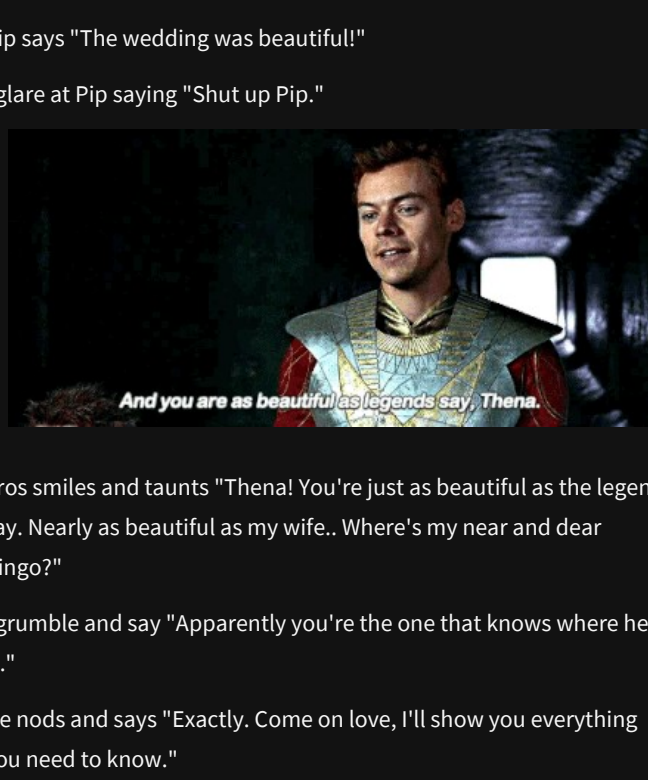 ip says "The wedding was beautiful!"
glare at Pip saying "Shut up Pip."
And you are as beautiful as legends say, Thena.
ros smiles and taunts "Thena! You're just as beautiful as the legen
ay. Nearly as beautiful as my wife.. Where's my near and dear
ingo?"
grumble and say "Apparently you're the one that knows where he
."
e nods and says "Exactly. Come on love, I'll show you everything
ou need to know."